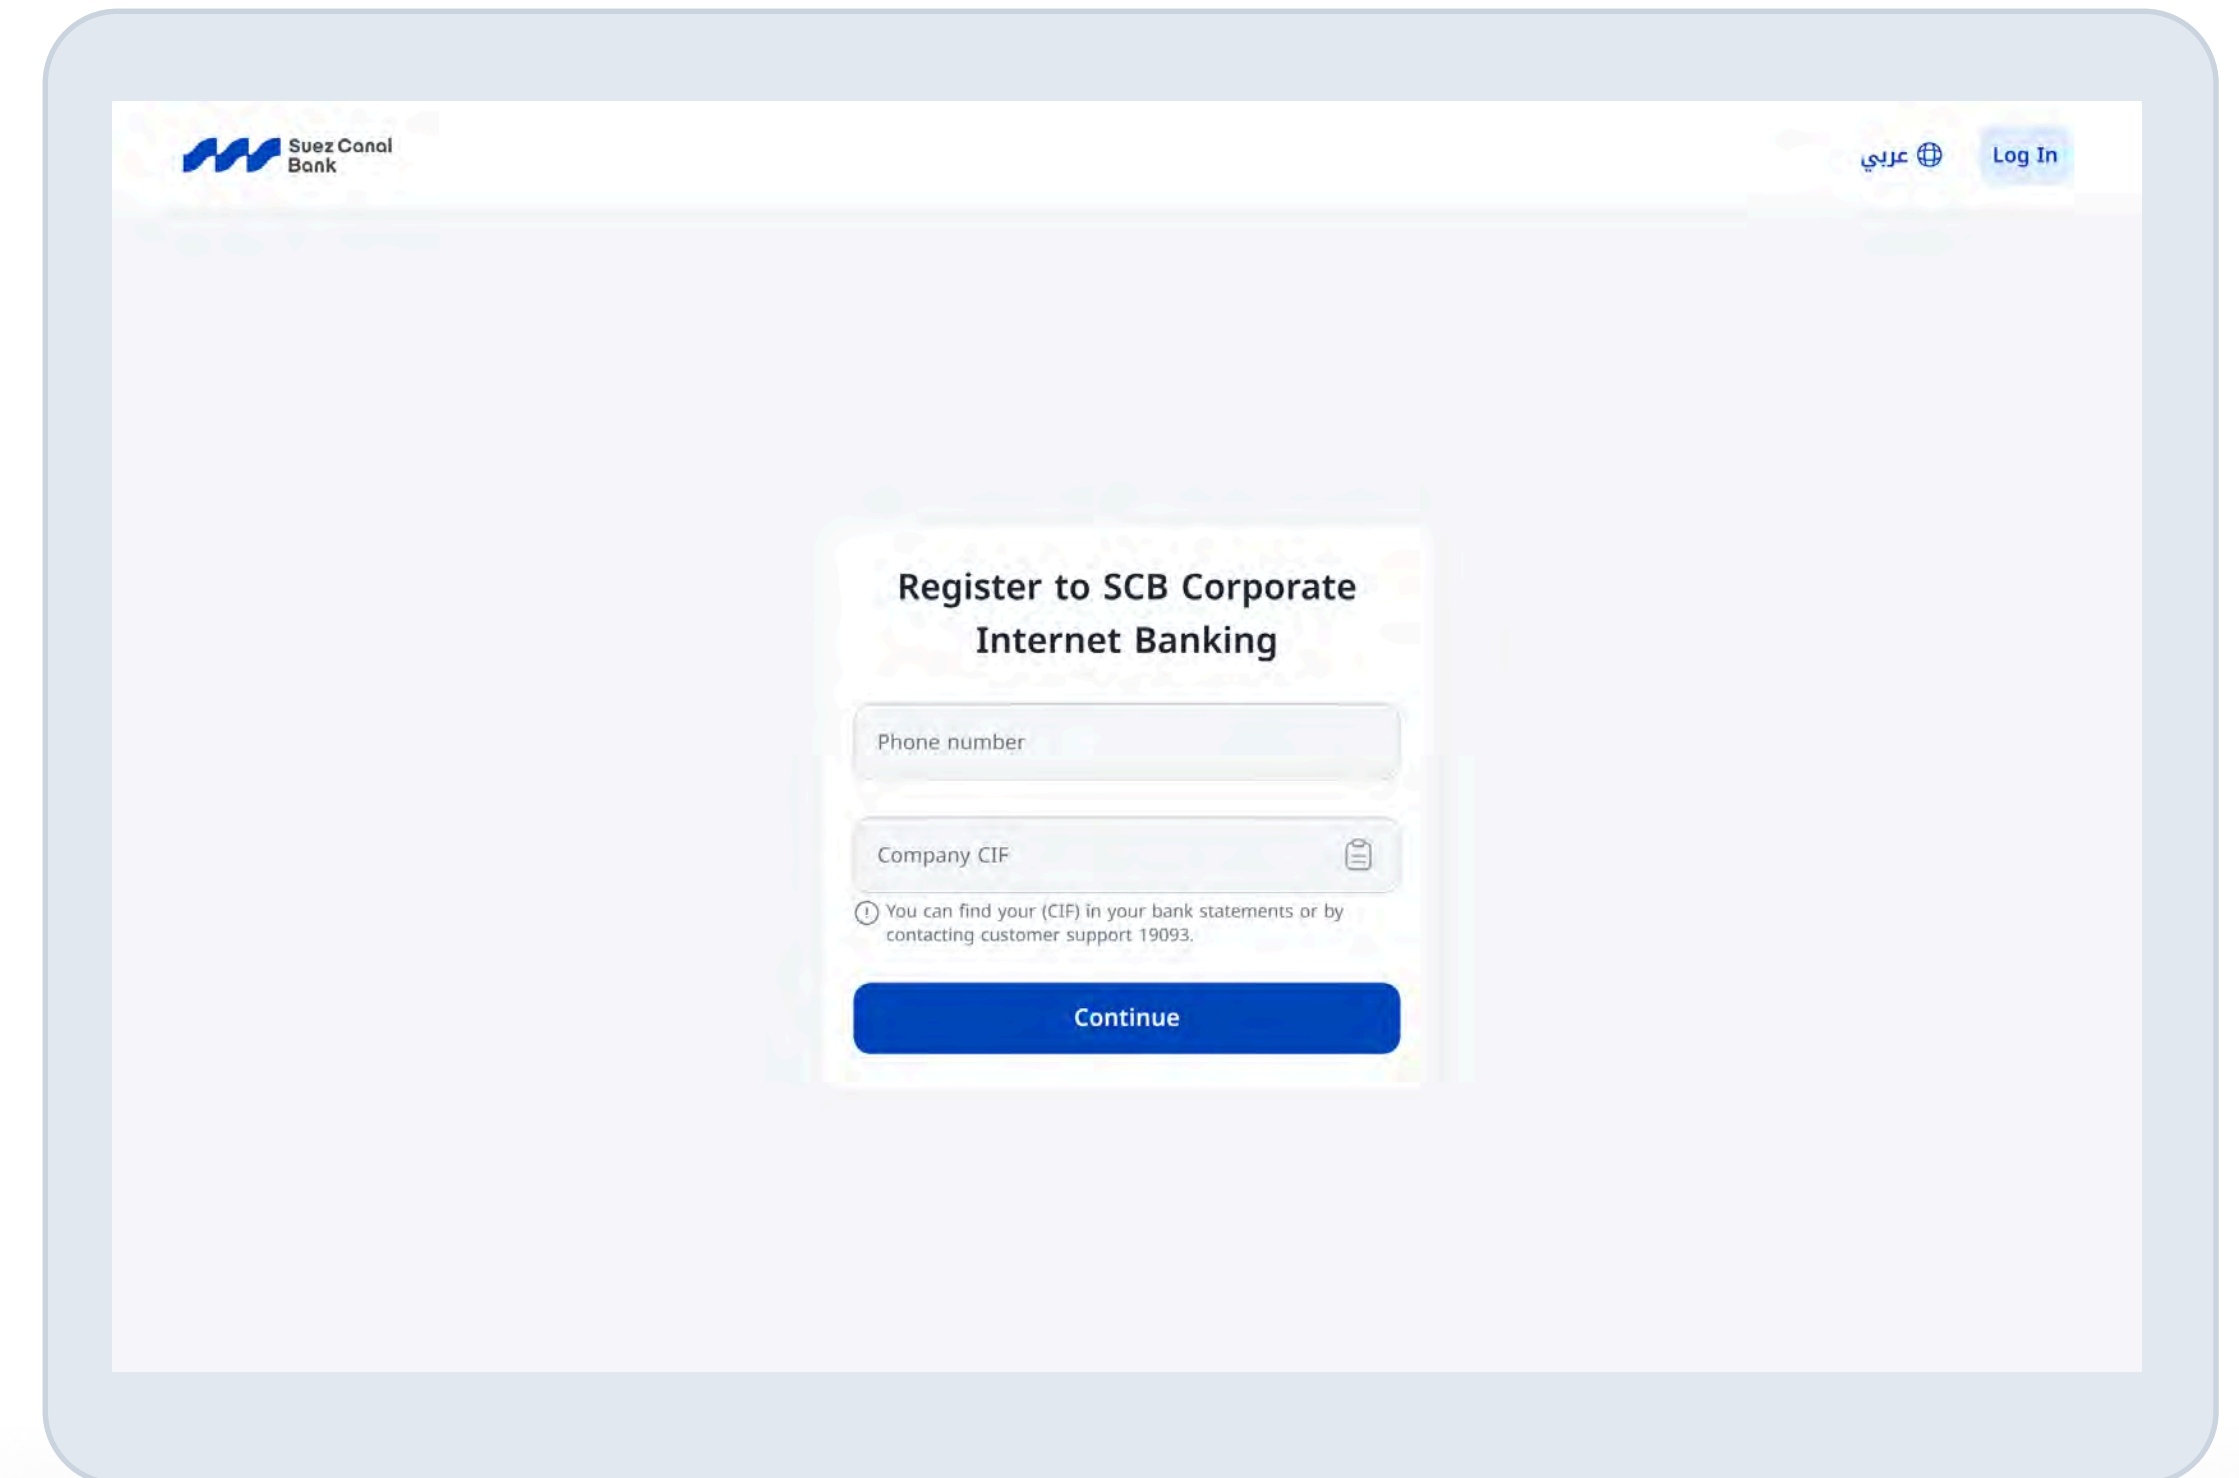 Suez Canal
Bank
عربي
Log In
Register to SCB Corporate
Internet Banking
Phone number
Company CIF
You can find your (CIF) in your bank statements or by
contacting customer support 19093.
Continue